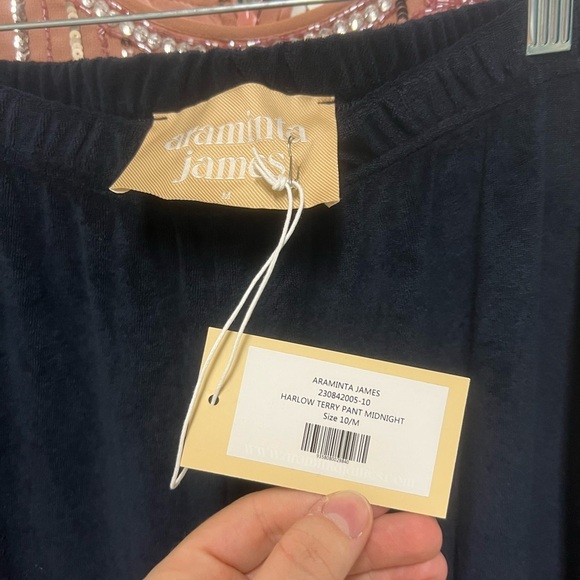 araminta
james
M
ARAMINTA JAMES
230842005-10
HARLOW TERRY PANT MIDNIGHT
Size 10/M